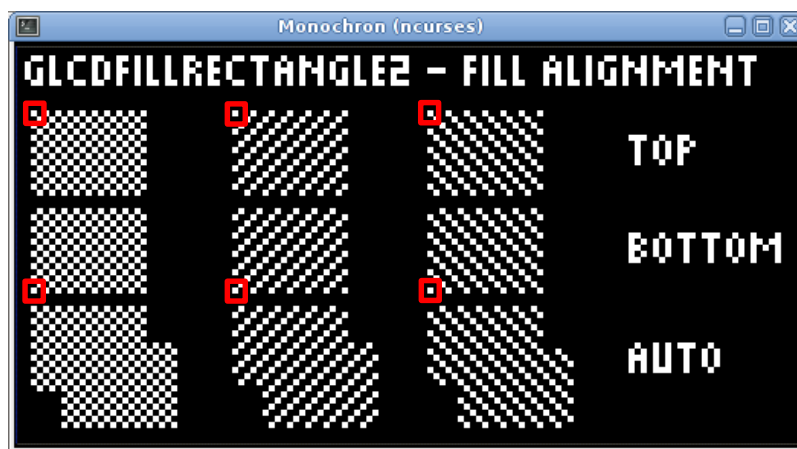 Monochron (ncurses)
GLCDFILLRECTANGLE2 - FILL ALIGNMENT
TOP
BOTTOM
AUTO